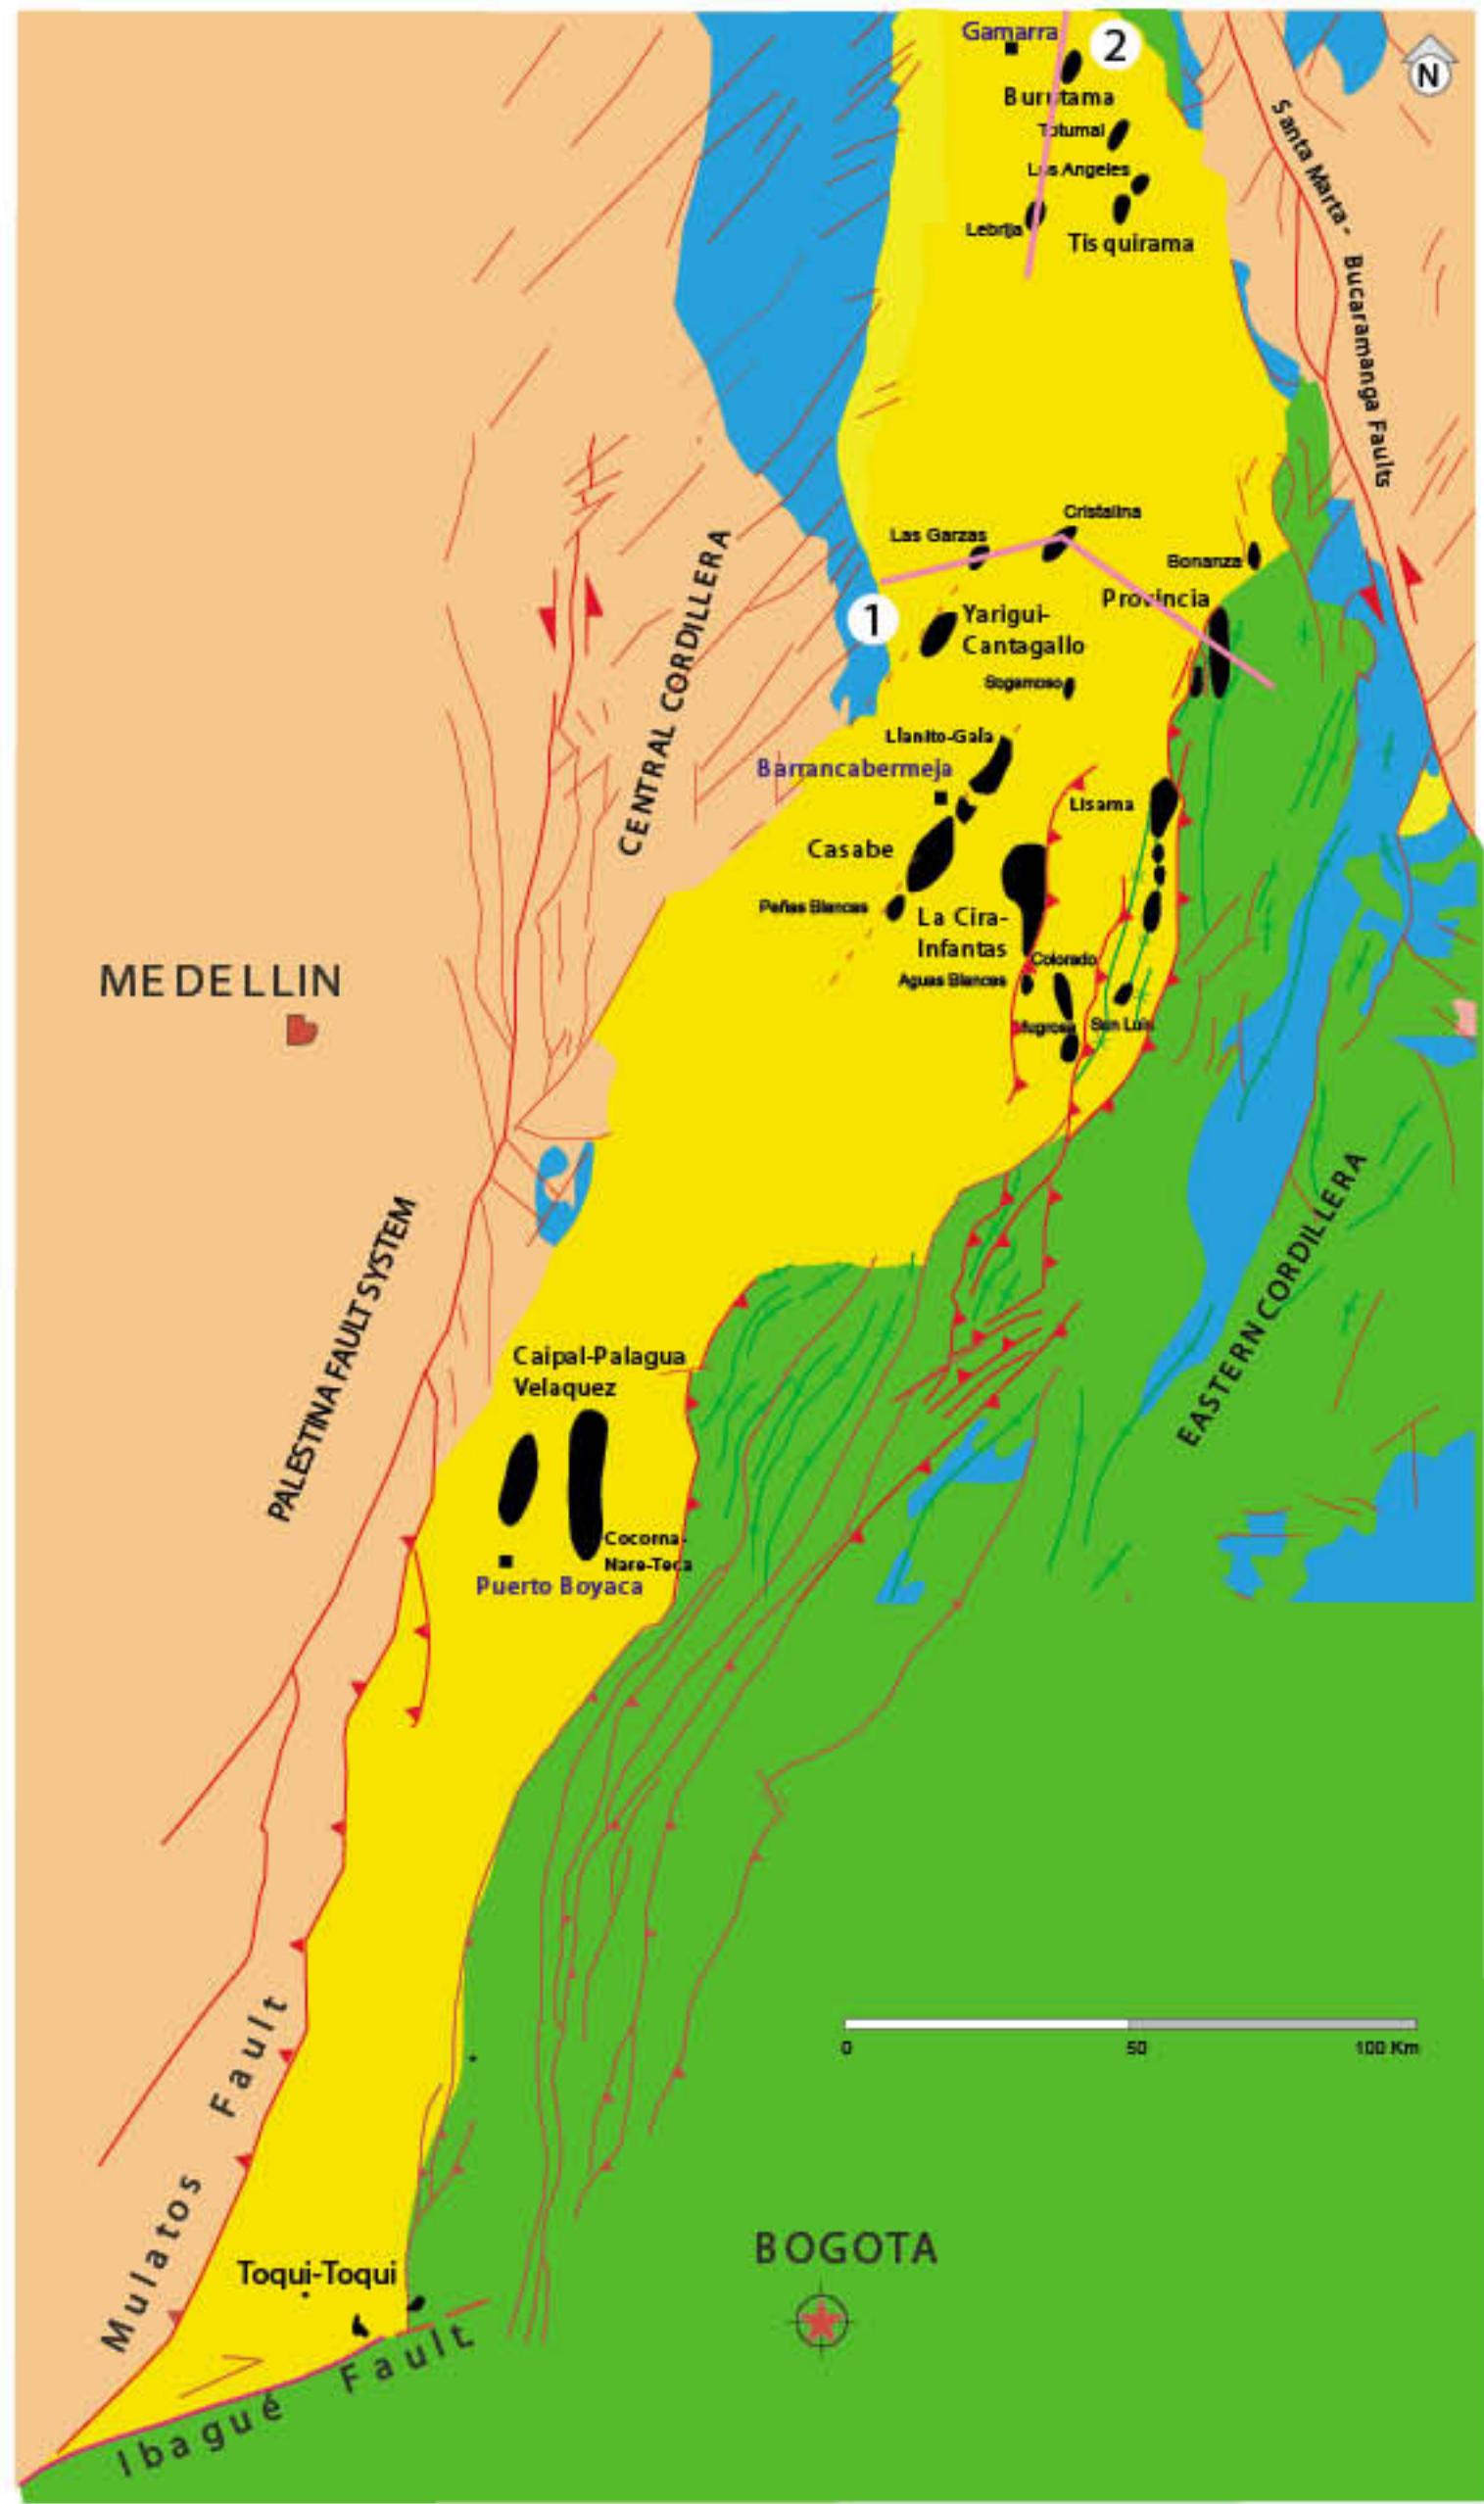 Gamarra
2
N
Burutama
Totumal
Los Angeles
Lebrija
Tis quirama
Santa Marta -
Bucaramanga Faults
Cristalina
Las Garzas
Bonanza
Provincia
1
Yarigui-
Cantagallo
Sogamoso
CENTRAL CORDILLERA
Llanito-Gala
Barrancabermeja
Lisama
Casabe
Peñas Blancas
La Cira-
Infantas
Colorado
Aguas Blancas
Mugrosa
San Luis
MEDELLIN
PALESTINA FAULT SYSTEM
EASTERN CORDILLERA
Caipal-Palagua
Velaquez
Cocorna-
Nare-Teca
Puerto Boyaca
Mulatos Fault
0 50 100 Km
BOGOTA
Toqui-Toqui
Ibagué Fault